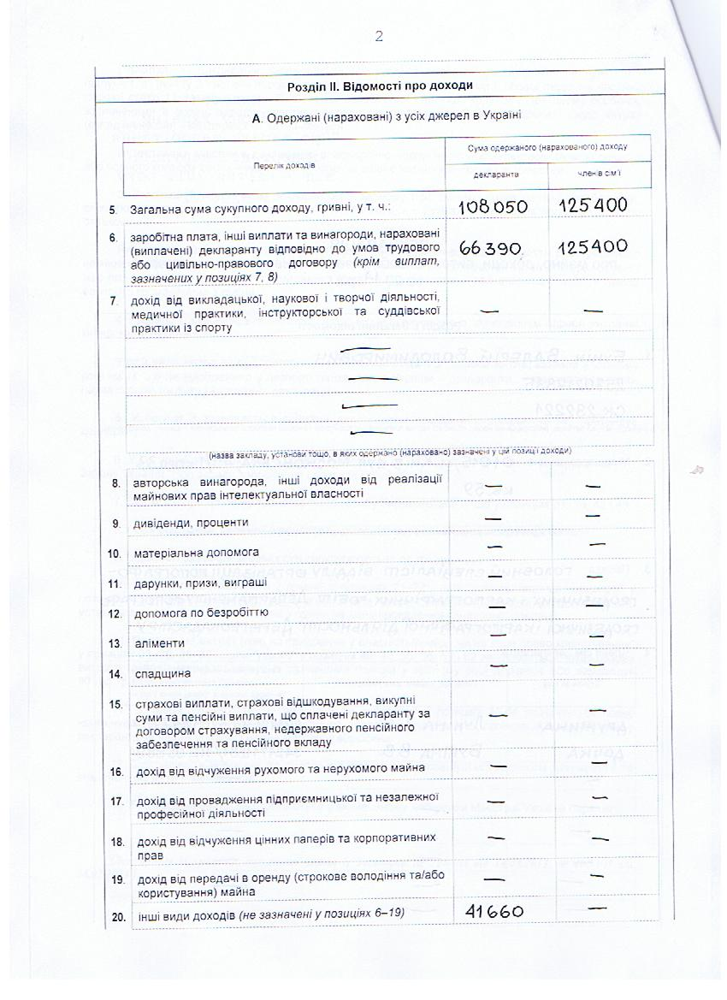 2
Розділ II. Відомості про доходи
А. Одержані (нараховані) з усіх джерел в Україні
Перелік доходів
Сума одержаного (нарахованого) доходу
декларанта
членів сім'ї
5. Загальна сума сукупного доходу, гривні, у т. ч.: 108050 125400
6. заробітна плата, інші виплати та винагороди, нараховані
(виплачені) декларанту відповідно до умов трудового 66390 125400
або цивільно-правового договору (крім виплат,
зазначених у позиціях 7, 8)
7. дохід від викладацької, наукової і творчої діяльності,
медичної практики, інструкторської та суддівської — —
практики із спорту
—
—
—
—
(назва закладу, установи тощо, в яких одержано (нараховано) зазначені у цій позиції доходи)
8. авторська винагорода, інші доходи від реалізації
майнових прав інтелектуальної власності — —
9. дивіденди, проценти — —
10. матеріальна допомога — —
11. дарунки, призи, виграші — —
12. допомога по безробіттю — —
13. аліменти — —
14. спадщина — —
15. страхові виплати, страхові відшкодування, викупні
суми та пенсійні виплати, що сплачені декларанту за — —
договором страхування, недержавного пенсійного
забезпечення та пенсійного вкладу
16. дохід від відчуження рухомого та нерухомого майна — —
17. дохід від провадження підприємницької та незалежної
професійної діяльності — —
18. дохід від відчуження цінних паперів та корпоративних — —
прав
19. дохід від передачі в оренду (строкове володіння та/або — —
користування) майна
20. інші види доходів (не зазначені у позиціях 6–19) 41660 —